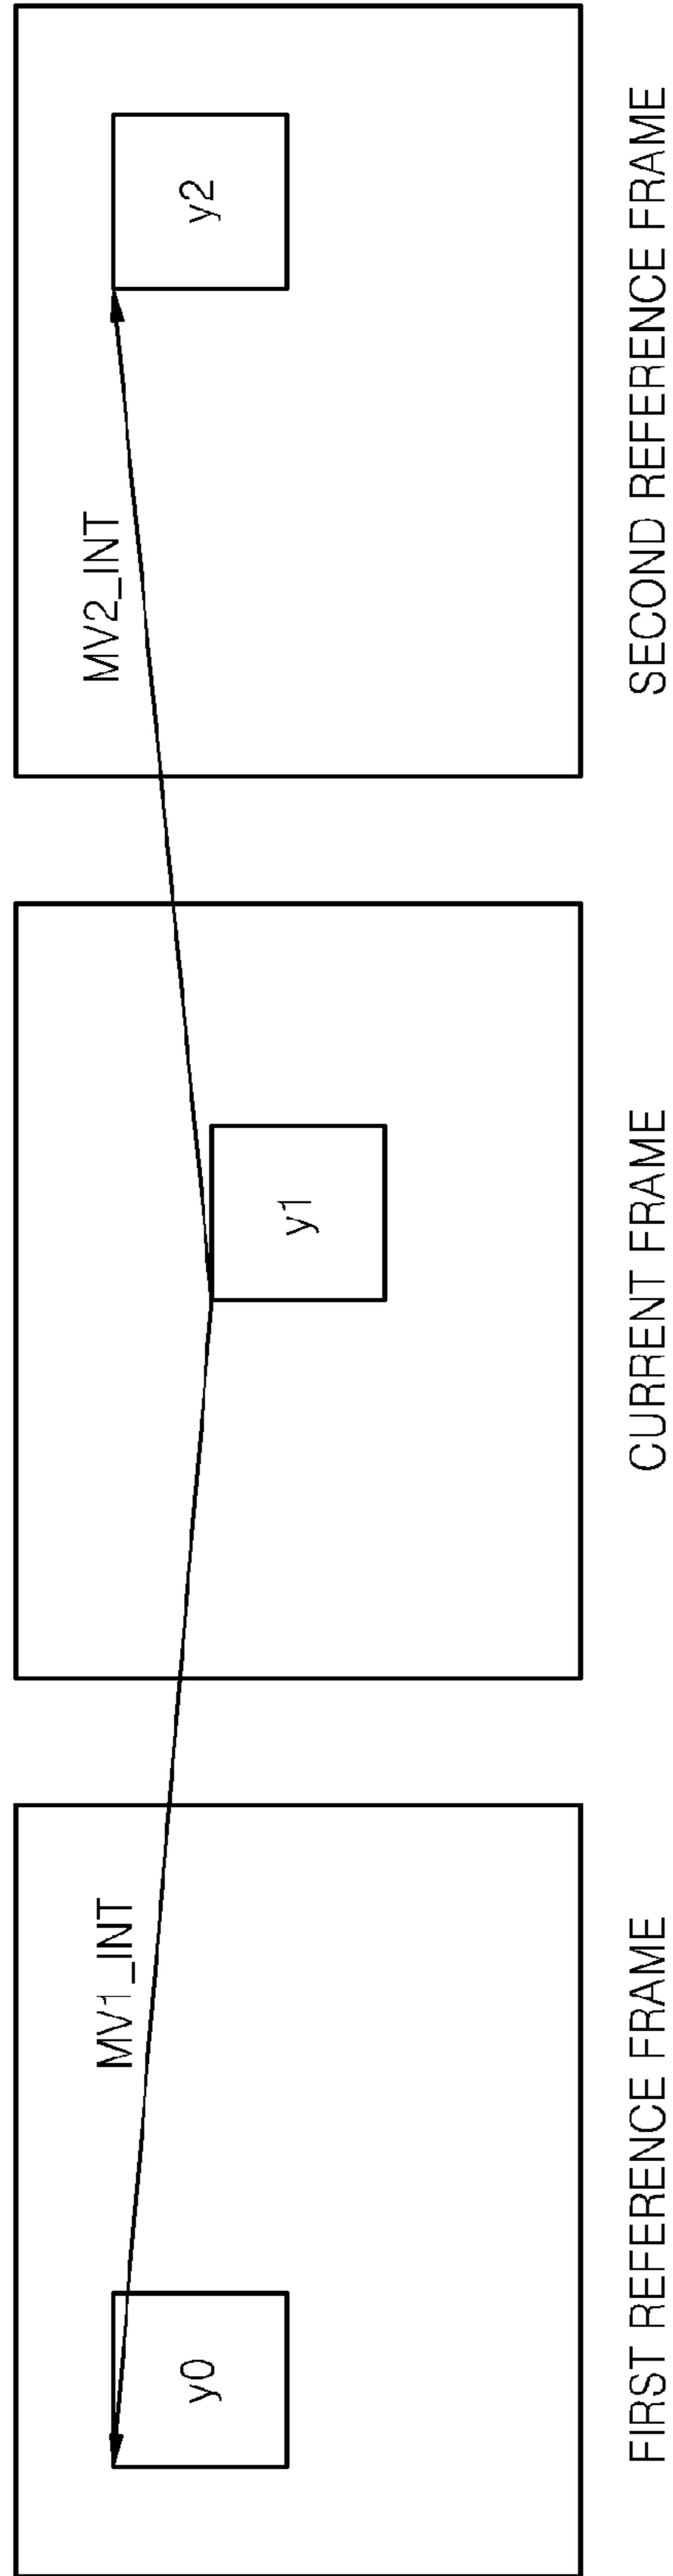 MV1_INT
MV2_INT
y0
y1
y2
FIRST REFERENCE FRAME
CURRENT FRAME
SECOND REFERENCE FRAME